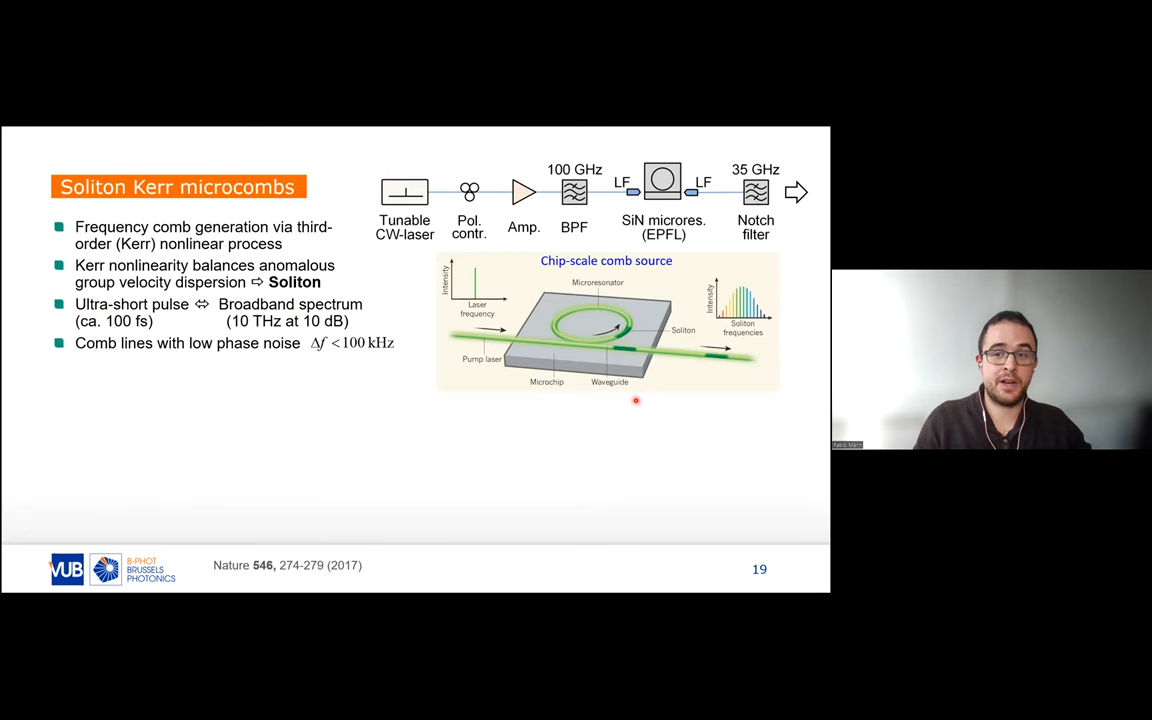 Soliton Kerr microcombs
Frequency comb generation via third-
order (Kerr) nonlinear process
Kerr nonlinearity balances anomalous
group velocity dispersion ⇨ Soliton
Ultra-short pulse ⇔ Broadband spectrum
(ca. 100 fs) (10 THz at 10 dB)
Comb lines with low phase noise Δf < 100 kHz
100 GHz
LF
LF
35 GHz
Tunable
CW-laser
Pol.
contr.
Amp.
BPF
SiN microres.
(EPFL)
Notch
filter
Chip-scale comb source
Intensity
Laser
frequency
Microresonator
Intensity
Soliton
frequencies
Soliton
Pump laser
Microchip
Waveguide
Pablo Marin
VUB
B-PHOT
BRUSSELS
PHOTONICS
Nature 546, 274-279 (2017)
19